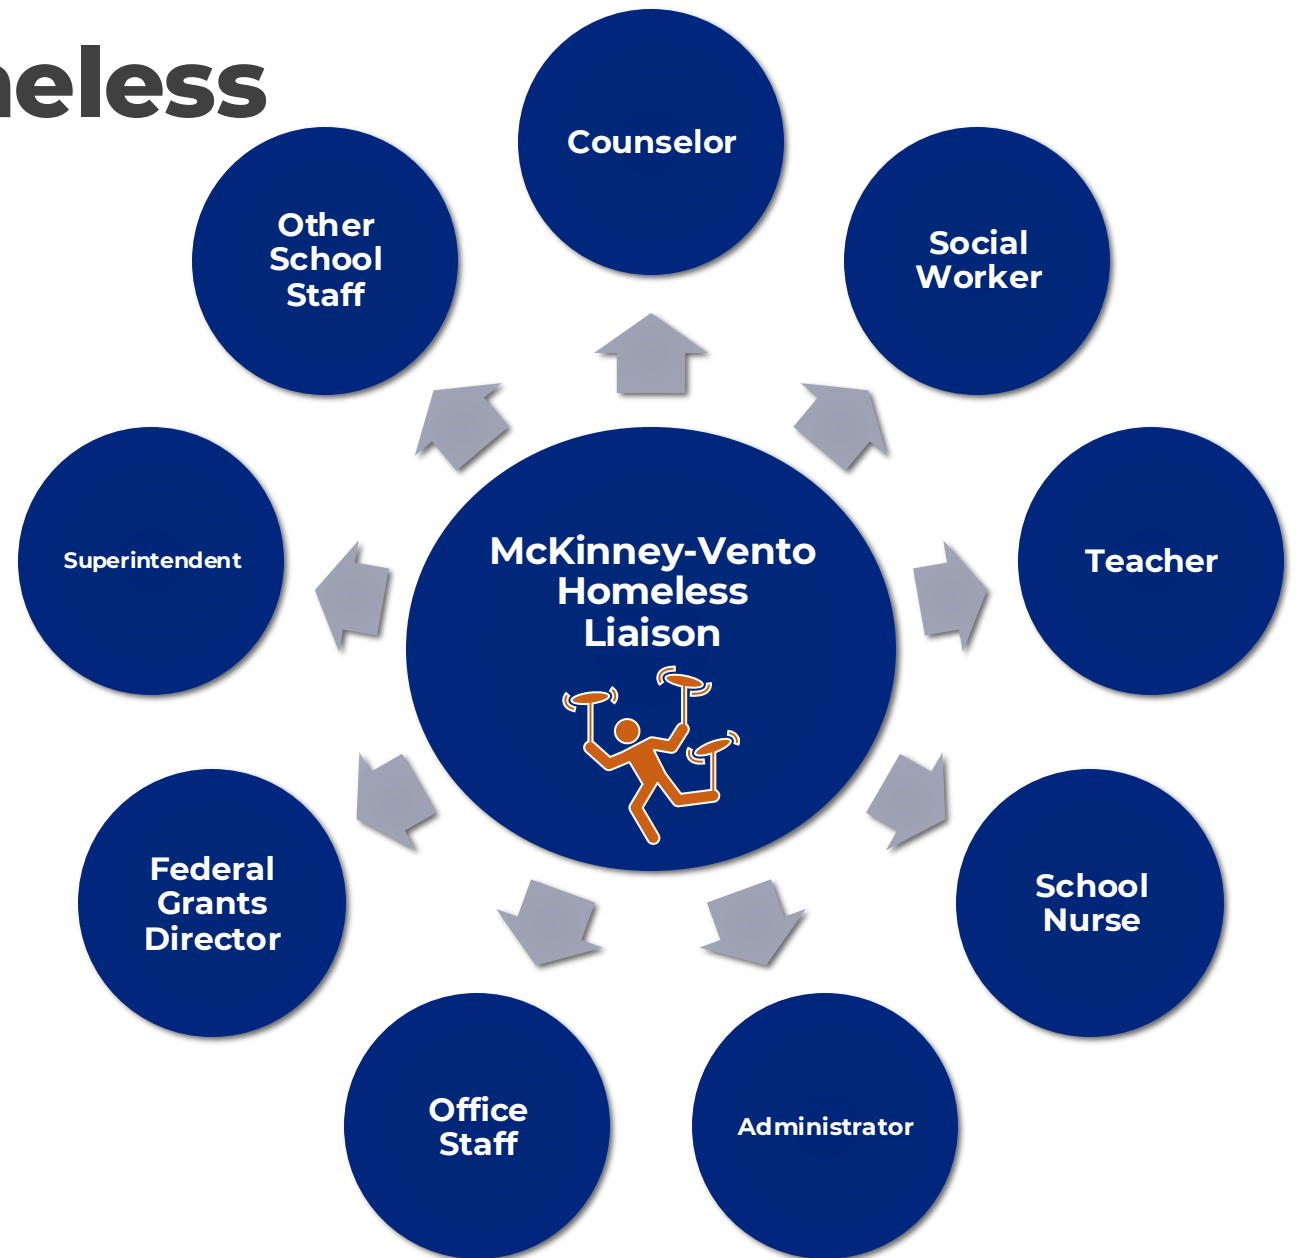 Counselor
Social
Worker
Teacher
School
Nurse
Administrator
Office
Staff
Federal
Grants
Director
Superintendent
Other
School
Staff
McKinney-Vento
Homeless
Liaison